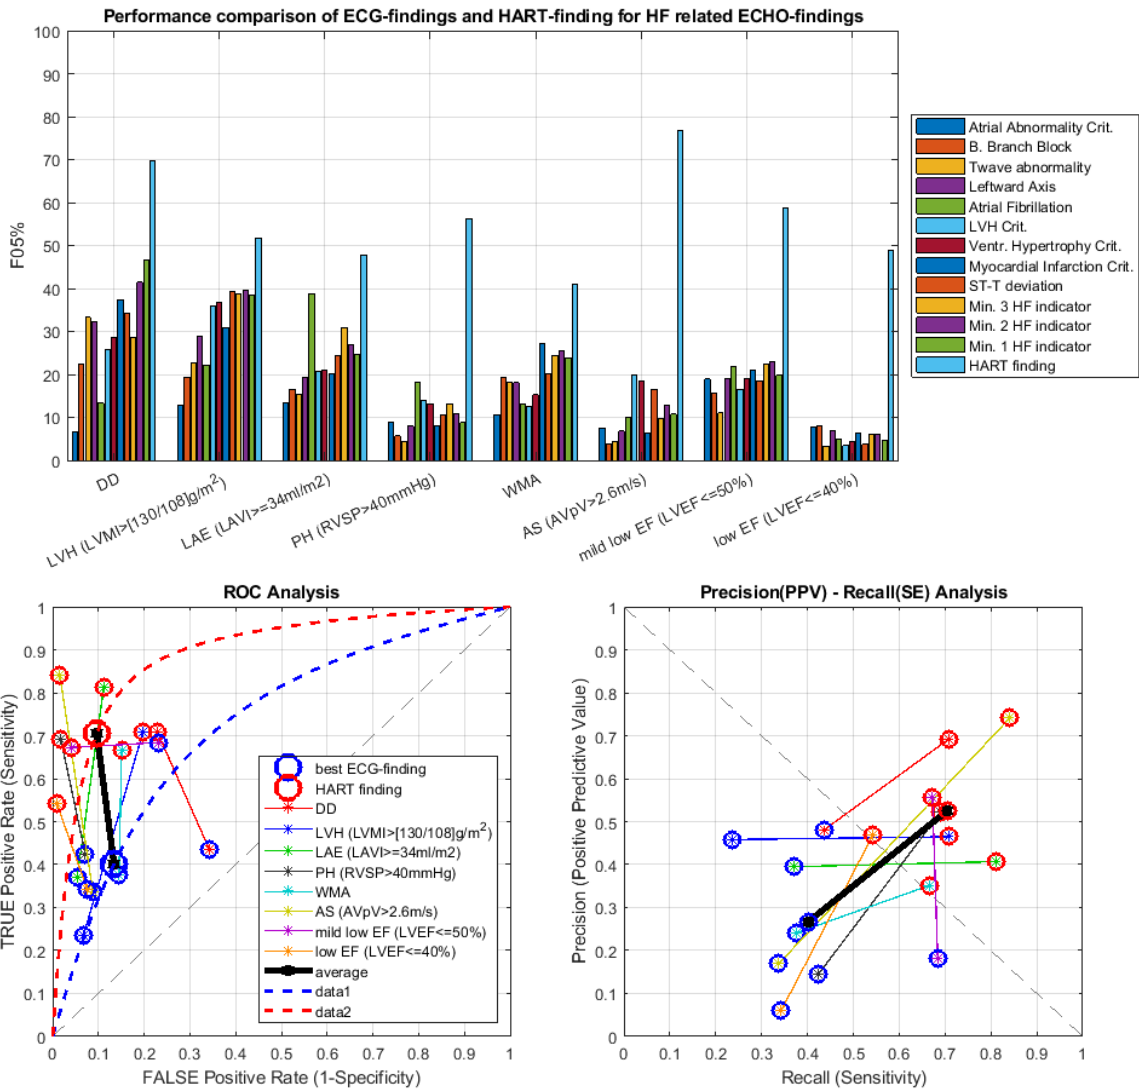 Performance comparison of ECG-findings and HART-finding for HF related ECHO-findings
100
90
80
70
60
50
40
30
20
10
0
F05%
DD
LVH (LVMI>[130/108]g/m²)
LAE (LAVI>=34ml/m2)
PH (RVSP>40mmHg)
WMA
AS (AVpV>2.6m/s)
mild low EF (LVEF<=50%)
low EF (LVEF<=40%)
Atrial Abnormality Crit.
B. Branch Block
Twave abnormality
Leftward Axis
Atrial Fibrillation
LVH Crit.
Ventr. Hypertrophy Crit.
Myocardial Infarction Crit.
ST-T deviation
Min. 3 HF indicator
Min. 2 HF indicator
Min. 1 HF indicator
HART finding
ROC Analysis
1
0.9
0.8
0.7
0.6
0.5
0.4
0.3
0.2
0.1
0
TRUE Positive Rate (Sensitivity)
0 0.1 0.2 0.3 0.4 0.5 0.6 0.7 0.8 0.9 1
FALSE Positive Rate (1-Specificity)
best ECG-finding
HART finding
DD
LVH (LVMI>[130/108]g/m²)
LAE (LAVI>=34ml/m2)
PH (RVSP>40mmHg)
WMA
AS (AVpV>2.6m/s)
mild low EF (LVEF<=50%)
low EF (LVEF<=40%)
average
data1
data2
Precision(PPV) - Recall(SE) Analysis
1
0.9
0.8
0.7
0.6
0.5
0.4
0.3
0.2
0.1
0
Precision (Positive Predictive Value)
0 0.1 0.2 0.3 0.4 0.5 0.6 0.7 0.8 0.9 1
Recall (Sensitivity)